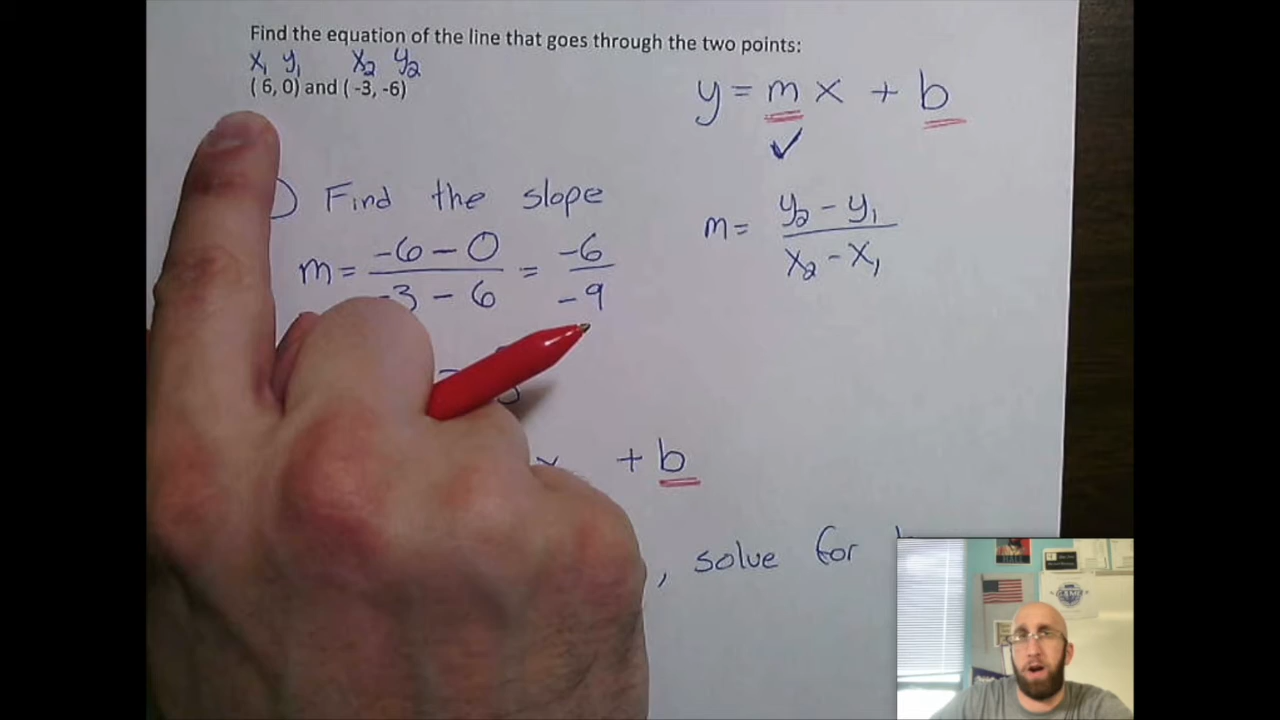 Find the equation of the line that goes through the two points:
x₁ y₁ x₂ y₂
( 6, 0) and ( -3, -6)
y = m x + b
✓
) Find the slope
m = y₂ - y₁ / x₂ - x₁
m = -6 - 0 / -3 - 6 = -6 / -9
+ b
, solve for